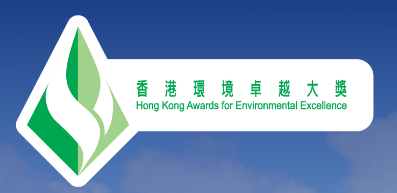 香港環境卓越大獎
Hong Kong Awards for Environmental Excellence